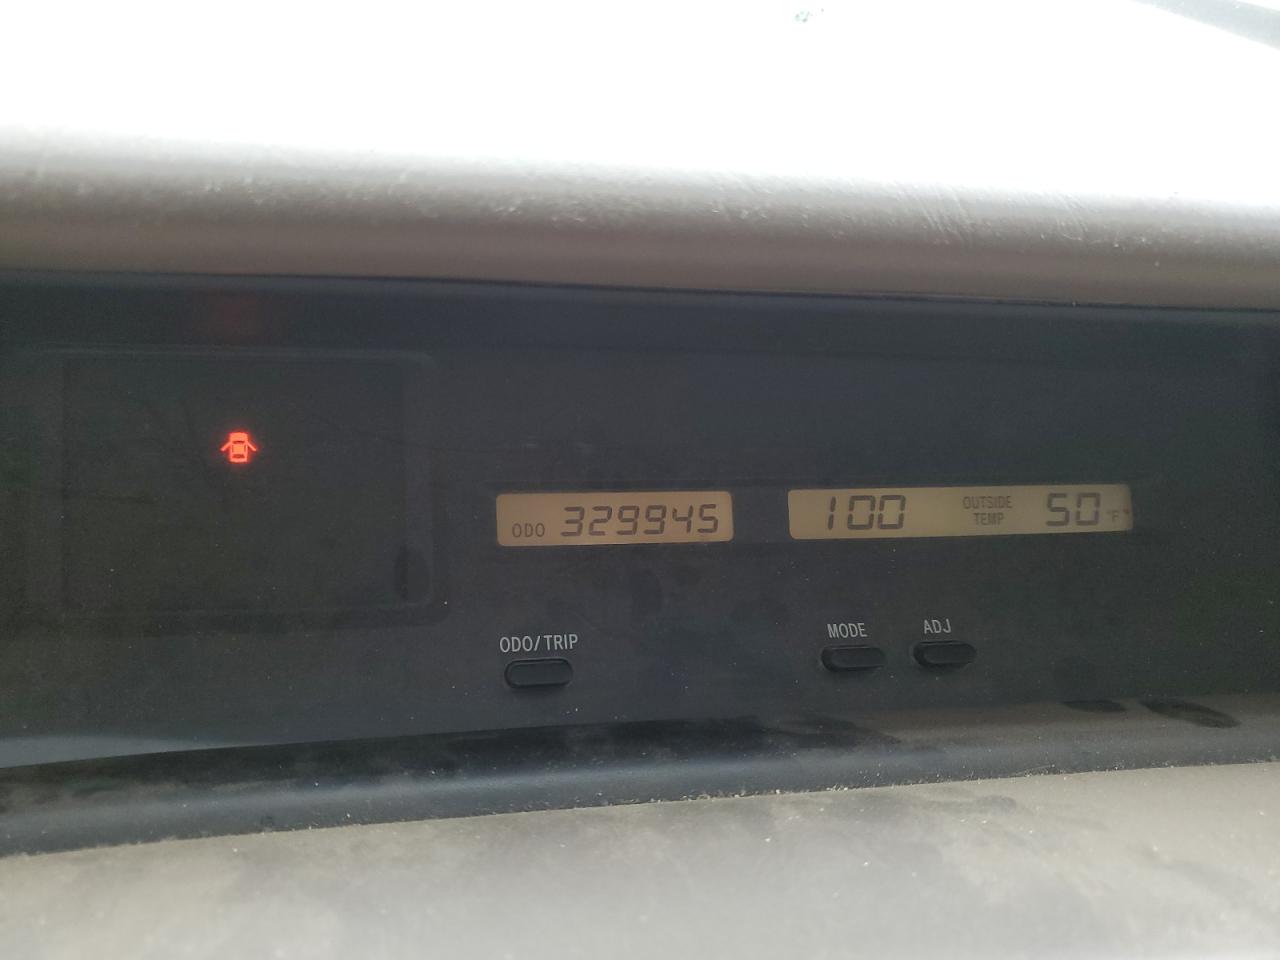 ODO 329945
100 OUTSIDE TEMP 50 °F
ODO/TRIP
MODE ADJ